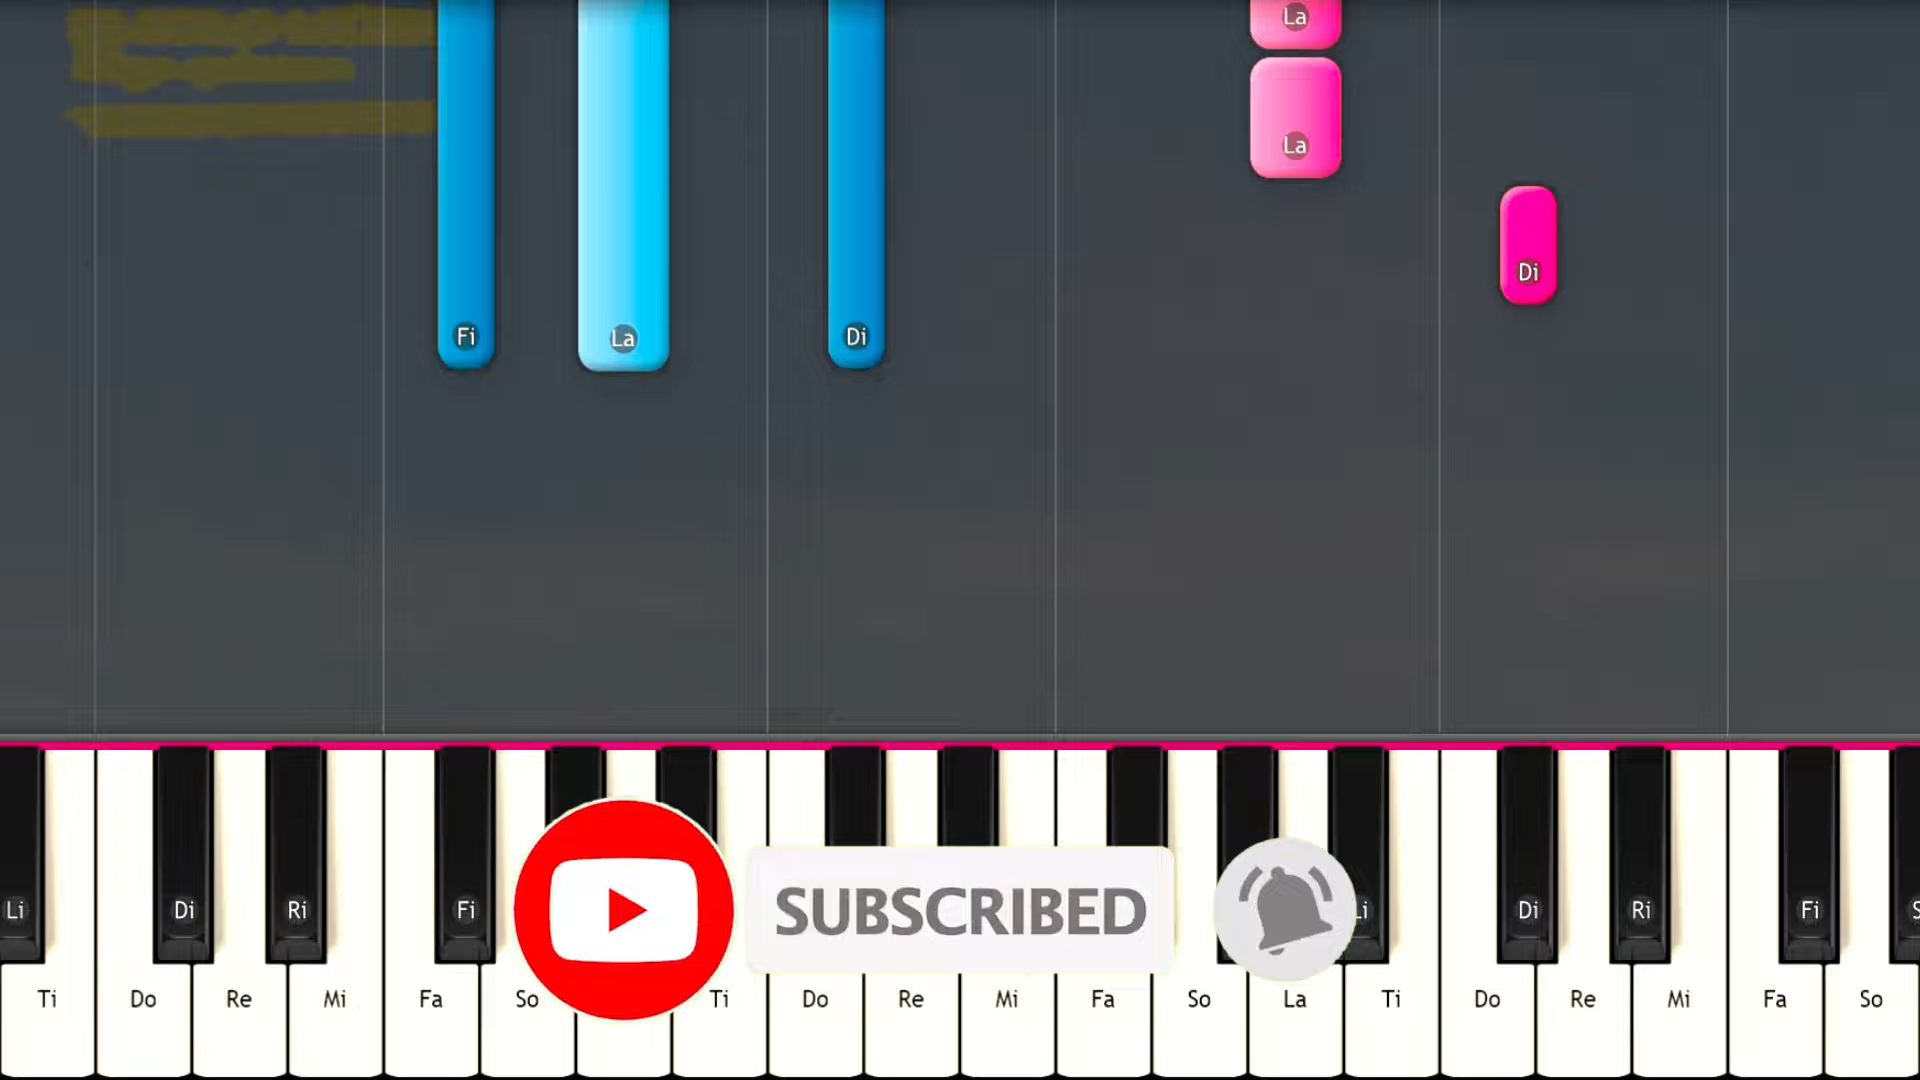 La
La
Di
Fi La Di
SUBSCRIBED
Li Di Ri Fi Li Di Ri Fi S
Ti Do Re Mi Fa So Ti Do Re Mi Fa So La Ti Do Re Mi Fa So